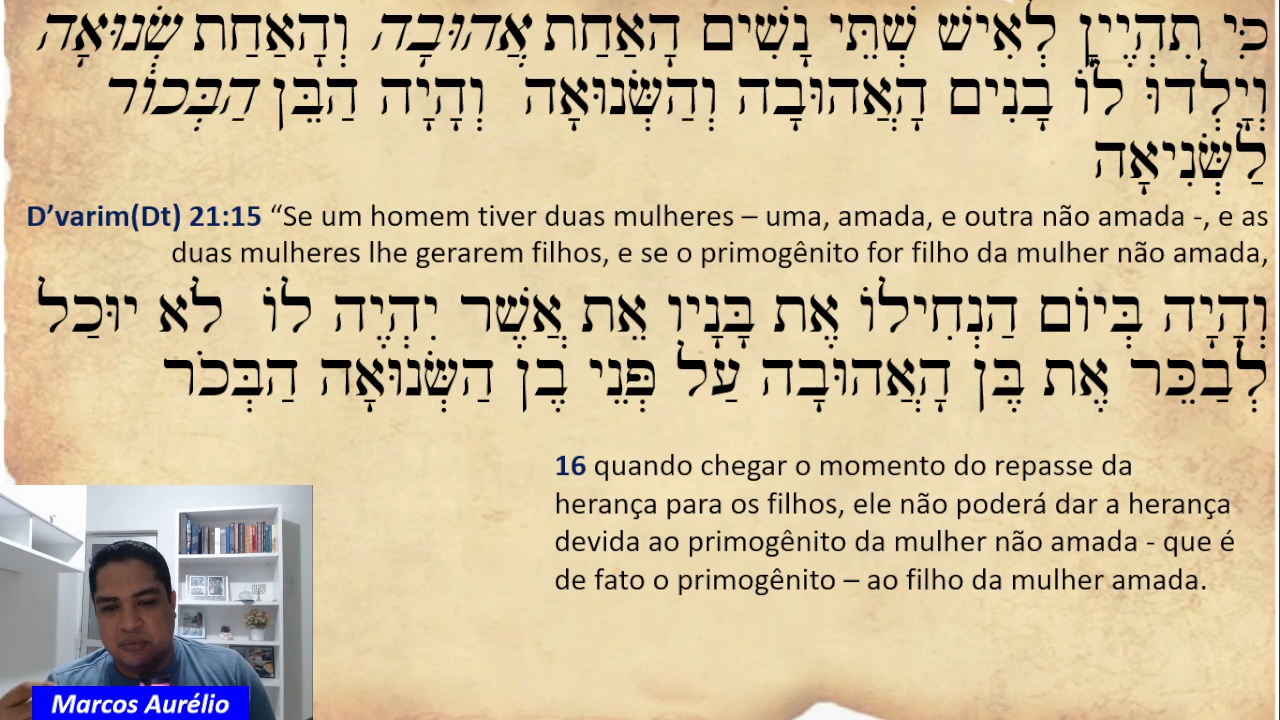 כִּי תִהְיֶיןָ לְאִישׁ שְׁתֵּי נָשִׁים הָאַחַת אֲהוּבָה וְהָאַחַת שְׂנוּאָה
וְיָלְדוּ לוֹ בָנִים הָאֲהוּבָה וְהַשְּׂנוּאָה וְהָיָה הַבֵּן הַבְּכוֹר
לַשְּׂנִיאָה
D’varim(Dt) 21:15 “Se um homem tiver duas mulheres – uma, amada, e outra não amada -, e as
duas mulheres lhe gerarem filhos, e se o primogênito for filho da mulher não amada,
וְהָיָה בְּיוֹם הַנְחִילוֹ אֶת בָּנָיו אֵת אֲשֶׁר יִהְיֶה לוֹ לֹא יוּכַל
לְבַכֵּר אֶת בֶּן הָאֲהוּבָה עַל פְּנֵי בֶן הַשְּׂנוּאָה הַבְּכֹר
16 quando chegar o momento do repasse da
herança para os filhos, ele não poderá dar a herança
devida ao primogênito da mulher não amada - que é
de fato o primogênito – ao filho da mulher amada.
Marcos Aurélio